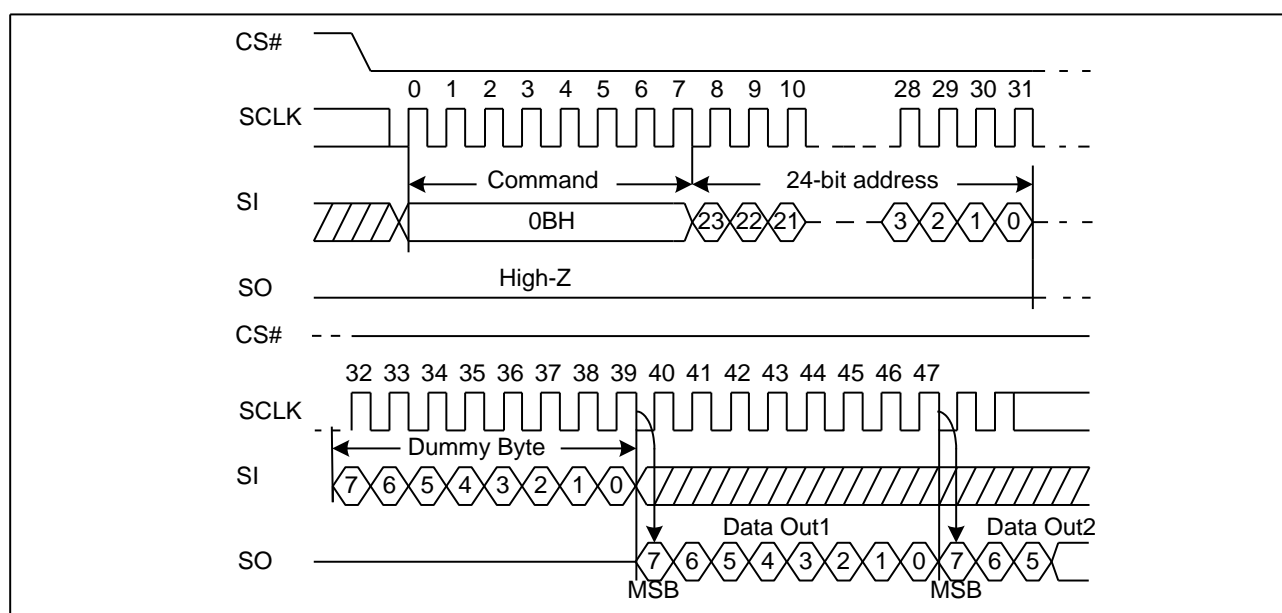 CS#
0 1 2 3 4 5 6 7 8 9 10 28 29 30 31
SCLK
Command 24-bit address
SI
0BH 23 22 21 3 2 1 0
High-Z
SO
CS#
32 33 34 35 36 37 38 39 40 41 42 43 44 45 46 47
SCLK
Dummy Byte
SI
7 6 5 4 3 2 1 0
Data Out1 Data Out2
SO 7 6 5 4 3 2 1 0 7 6 5
MSB MSB